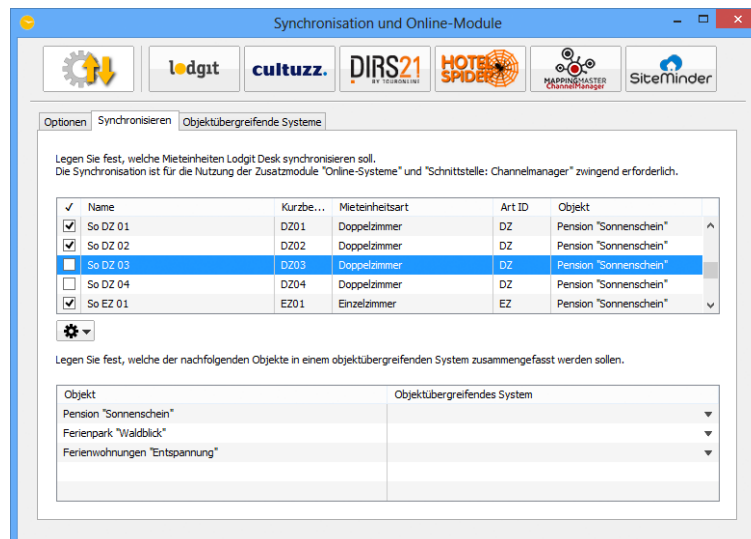 Synchronisation und Online-Module
lodgit
cultuzz.
DIRS21
BY TOURONLINE
HOTEL
SPIDER
MAPPINGMASTER
ChannelManager
SiteMinder
Optionen Synchronisieren Objektübergreifende Systeme
Legen Sie fest, welche Mieteinheiten Lodgit Desk synchronisieren soll.
Die Synchronisation ist für die Nutzung der Zusatzmodule "Online-Systeme" und "Schnittstelle: Channelmanager" zwingend erforderlich.
✓ Name Kurzbe... Mieteinheitsart Art ID Objekt
So DZ 01 DZ01 Doppelzimmer DZ Pension "Sonnenschein"
So DZ 02 DZ02 Doppelzimmer DZ Pension "Sonnenschein"
So DZ 03 DZ03 Doppelzimmer DZ Pension "Sonnenschein"
So DZ 04 DZ04 Doppelzimmer DZ Pension "Sonnenschein"
So EZ 01 EZ01 Einzelzimmer EZ Pension "Sonnenschein"
Legen Sie fest, welche der nachfolgenden Objekte in einem objektübergreifenden System zusammengefasst werden sollen.
Objekt Objektübergreifendes System
Pension "Sonnenschein"
Ferienpark "Waldblick"
Ferienwohnungen "Entspannung"